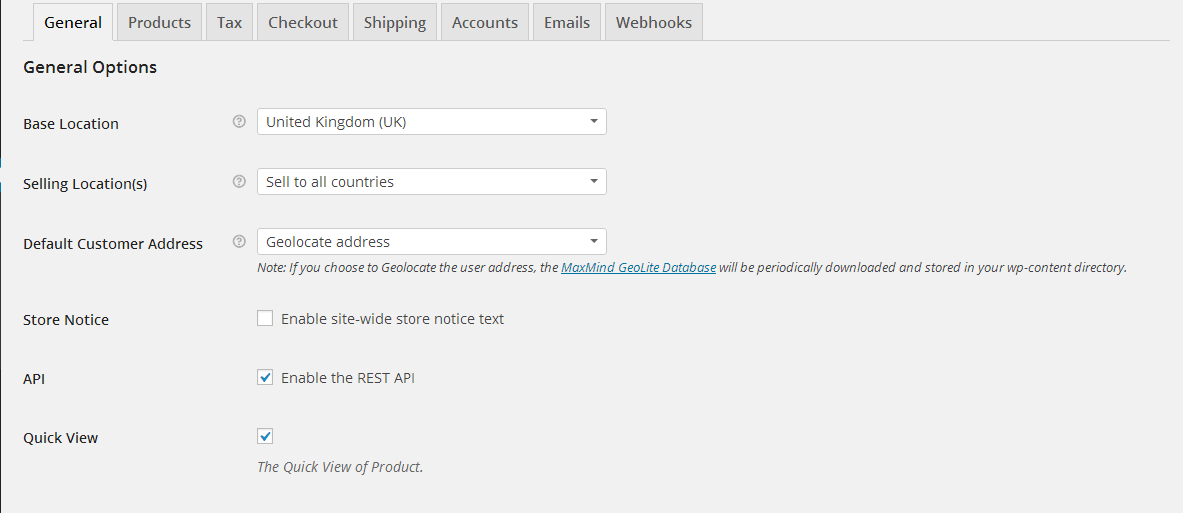 General Products Tax Checkout Shipping Accounts Emails Webhooks
General Options
Base Location ? United Kingdom (UK)
Selling Location(s) ? Sell to all countries
Default Customer Address ? Geolocate address
Note: If you choose to Geolocate the user address, the MaxMind GeoLite Database will be periodically downloaded and stored in your wp-content directory.
Store Notice Enable site-wide store notice text
API Enable the REST API
Quick View
The Quick View of Product.